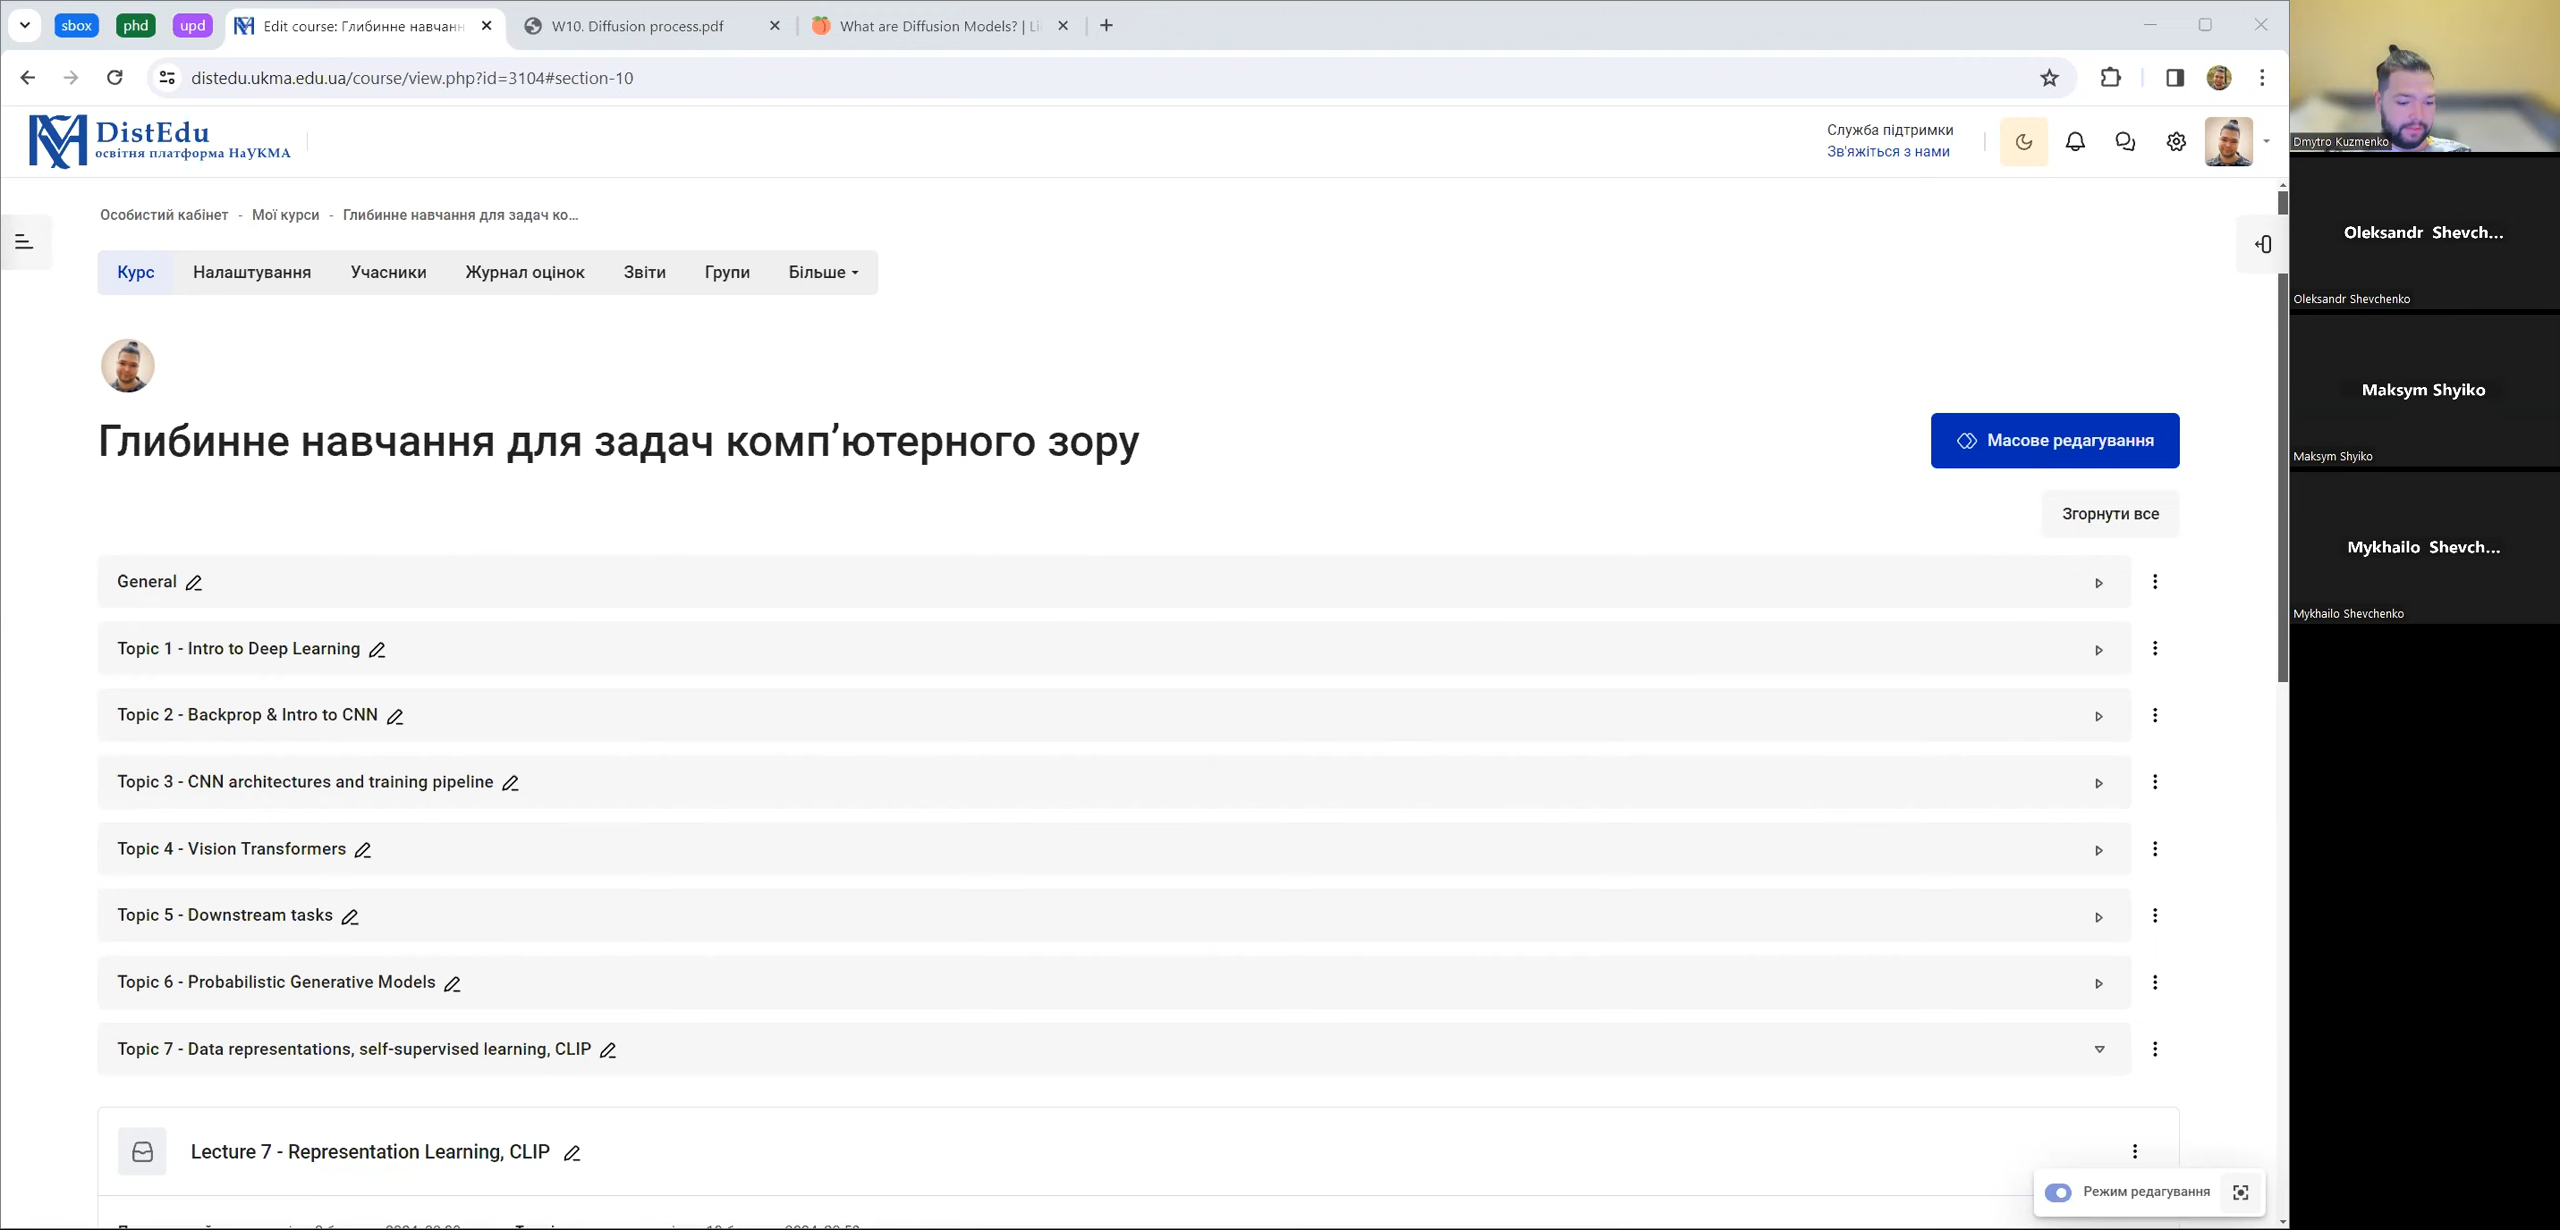 sbox phd upd Edit course: Глибинне навчанн W10. Diffusion process.pdf What are Diffusion Models? | Li
distedu.ukma.edu.ua/course/view.php?id=3104#section-10
DistEdu
освітня платформа НаУКМА
Служба підтримки
Зв'яжіться з нами
Особистий кабінет - Мої курси - Глибинне навчання для задач ко...
Курс Налаштування Учасники Журнал оцінок Звіти Групи Більше
Глибинне навчання для задач комп’ютерного зору
Масове редагування
Згорнути все
General
Topic 1 - Intro to Deep Learning
Topic 2 - Backprop & Intro to CNN
Topic 3 - CNN architectures and training pipeline
Topic 4 - Vision Transformers
Topic 5 - Downstream tasks
Topic 6 - Probabilistic Generative Models
Topic 7 - Data representations, self-supervised learning, CLIP
Lecture 7 - Representation Learning, CLIP
Режим редагування
Dmytro Kuzmenko
Oleksandr Shevch...
Oleksandr Shevchenko
Maksym Shyiko
Maksym Shyiko
Mykhailo Shevch...
Mykhailo Shevchenko